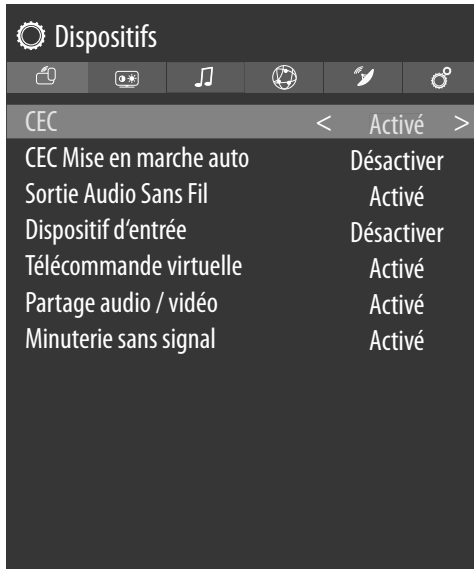 Dispositifs
CEC < Activé >
CEC Mise en marche auto Désactiver
Sortie Audio Sans Fil Activé
Dispositif d‘entrée Désactiver
Télécommande virtuelle Activé
Partage audio / vidéo Activé
Minuterie sans signal Activé